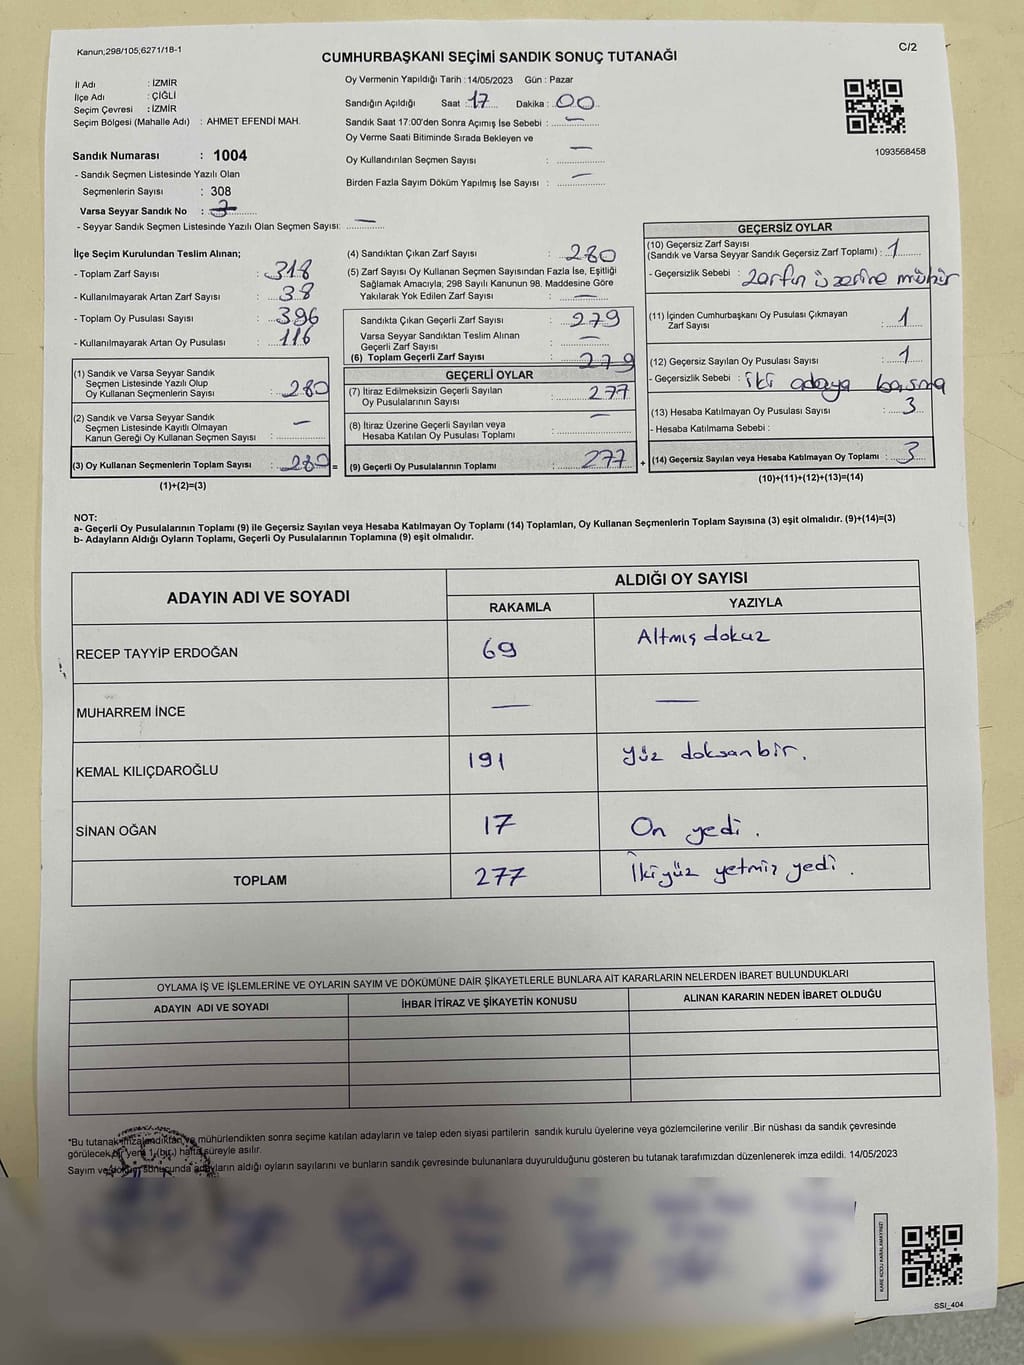 Kanun;298/105,6271/18-1
C/2
CUMHURBAŞKANI SEÇİMİ SANDIK SONUÇ TUTANAĞI
İl Adı : İZMİR
İlçe Adı : ÇİĞLİ
Seçim Çevresi : İZMİR
Seçim Bölgesi (Mahalle Adı) : AHMET EFENDİ MAH.
Sandık Numarası : 1004
- Sandık Seçmen Listesinde Yazılı Olan
Seçmenlerin Sayısı : 308
Varsa Seyyar Sandık No :
- Seyyar Sandık Seçmen Listesinde Yazılı Olan Seçmen Sayısı: —
Oy Vermenin Yapıldığı Tarih : 14/05/2023 Gün : Pazar
Sandığın Açıldığı Saat : 17 Dakika : 00
Sandık Saat 17:00'den Sonra Açımış İse Sebebi : —
Oy Verme Saati Bitiminde Sırada Bekleyen ve
Oy Kullandırılan Seçmen Sayısı : —
Birden Fazla Sayım Döküm Yapılmış İse Sayısı : —
1093568458
İlçe Seçim Kurulundan Teslim Alınan;
- Toplam Zarf Sayısı : 318
- Kullanılmayarak Artan Zarf Sayısı : 38
- Toplam Oy Pusulası Sayısı : 396
- Kullanılmayarak Artan Oy Pusulası : 116
(1) Sandık ve Varsa Seyyar Sandık
Seçmen Listesinde Yazılı Olup
Oy Kullanan Seçmenlerin Sayısı : 280
(2) Sandık ve Varsa Seyyar Sandık
Seçmen Listesinde Kayıtlı Olmayan
Kanun Gereği Oy Kullanan Seçmen Sayısı : —
(3) Oy Kullanan Seçmenlerin Toplam Sayısı : 280 =
(1)+(2)=(3)
(4) Sandıktan Çıkan Zarf Sayısı : 280
(5) Zarf Sayısı Oy Kullanan Seçmen Sayısından Fazla İse, Eşitliği
Sağlamak Amacıyla; 298 Sayılı Kanunun 98. Maddesine Göre
Yakılarak Yok Edilen Zarf Sayısı : —
Sandıkta Çıkan Geçerli Zarf Sayısı : 279
Varsa Seyyar Sandıktan Teslim Alınan
Geçerli Zarf Sayısı : —
(6) Toplam Geçerli Zarf Sayısı : 279
GEÇERLİ OYLAR
(7) İtiraz Edilmeksizin Geçerli Sayılan
Oy Pusulalarının Sayısı : 277
(8) İtiraz Üzerine Geçerli Sayılan veya
Hesaba Katılan Oy Pusulası Toplamı : —
(9) Geçerli Oy Pusulalarının Toplamı : 277 +
GEÇERSİZ OYLAR
(10) Geçersiz Zarf Sayısı
(Sandık ve Varsa Seyyar Sandık Geçersiz Zarf Toplamı) : 1
- Geçersizlik Sebebi : zarfın üzerine mühür
(11) İçinden Cumhurbaşkanı Oy Pusulası Çıkmayan
Zarf Sayısı : 1
(12) Geçersiz Sayılan Oy Pusulası Sayısı : 1
- Geçersizlik Sebebi : iki adaya basma
(13) Hesaba Katılmayan Oy Pusulası Sayısı : 3
- Hesaba Katılmama Sebebi :
(14) Geçersiz Sayılan veya Hesaba Katılmayan Oy Toplamı : 3
(10)+(11)+(12)+(13)=(14)
NOT:
a- Geçerli Oy Pusulalarının Toplamı (9) ile Geçersiz Sayılan veya Hesaba Katılmayan Oy Toplamı (14) Toplamları, Oy Kullanan Seçmenlerin Toplam Sayısına (3) eşit olmalıdır. (9)+(14)=(3)
b- Adayların Aldığı Oyların Toplamı, Geçerli Oy Pusulalarının Toplamına (9) eşit olmalıdır.
ADAYIN ADI VE SOYADI
ALDIĞI OY SAYISI
RAKAMLA YAZIYLA
RECEP TAYYİP ERDOĞAN 69 Altmış dokuz
MUHARREM İNCE — —
KEMAL KILIÇDAROĞLU 191 yüz doksan bir.
SİNAN OĞAN 17 On yedi.
TOPLAM 277 İkiyüz yetmiş yedi.
OYLAMA İŞ VE İŞLEMLERİNE VE OYLARIN SAYIM VE DÖKÜMÜNE DAİR ŞİKAYETLERLE BUNLARA AİT KARARLARIN NELERDEN İBARET BULUNDUKLARI
ADAYIN ADI VE SOYADI İHBAR İTİRAZ VE ŞİKAYETİN KONUSU ALINAN KARARIN NEDEN İBARET OLDUĞU
*Bu tutanak imzalandıktan ve mühürlendikten sonra seçime katılan adayların ve talep eden siyasi partilerin sandık kurulu üyelerine veya gözlemcilerine verilir .Bir nüshası da sandık çevresinde
görülecek bir yere 1 (bir) hafta süreyle asılır.
Sayım ve döküm sonucunda adayların aldığı oyların sayılarını ve bunların sandık çevresinde bulunanlara duyurulduğunu gösteren bu tutanak tarafımızdan düzenlenerek imza edildi. 14/05/2023
KARE KODU KARALAMAYINIZ!
SSI_404